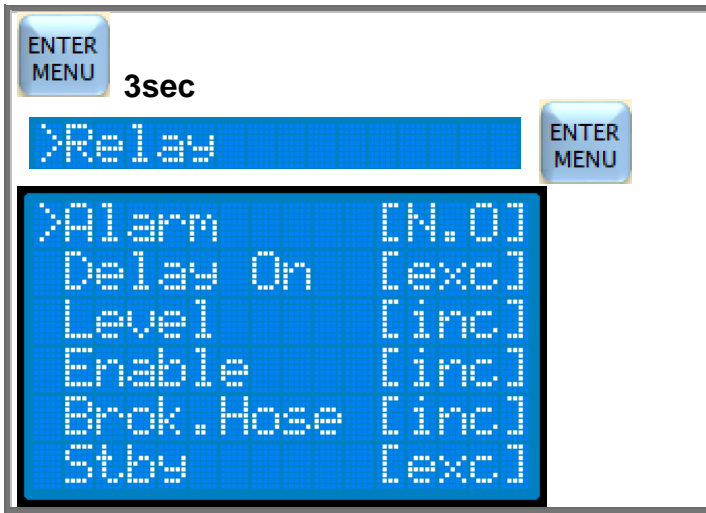 ENTER
MENU
3sec
>Relay
ENTER
MENU
>Alarm [N.O]
Delay On [exc]
Level [inc]
Enable [inc]
Brok.Hose [inc]
Stby [exc]